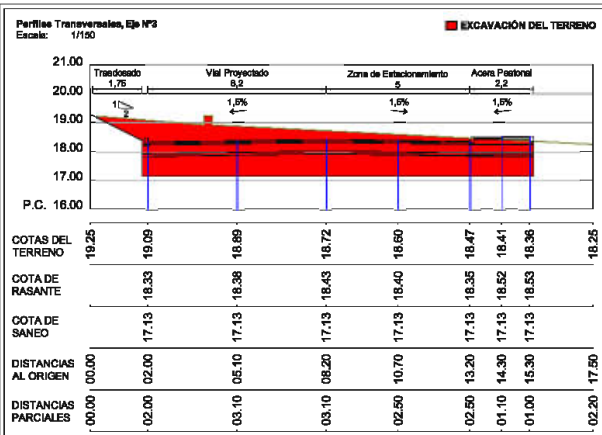 Perfiles Transversales, Eje Nº3
Escala: 1/150
EXCAVACIÓN DEL TERRENO
21.00
20.00
19.00
18.00
17.00
P.C. 16.00
Trasdosado
1,75
Vial Proyectado
6,2
Zona de Estacionamiento
5
Acera Peatonal
2,2
1
2
1,5%
1,5%
1,5%
COTAS DEL TERRENO
19.25 19.09 18.89 18.72 18.60 18.47 18.41 18.36 18.25
COTA DE RASANTE
18.33 18.38 18.43 18.40 18.35 18.52 18.53
COTA DE SANEO
17.13 17.13 17.13 17.13 17.13 17.13 17.13
DISTANCIAS AL ORIGEN
00.00 02.00 05.10 08.20 10.70 13.20 14.30 15.30 17.50
DISTANCIAS PARCIALES
00.00 02.00 03.10 03.10 02.50 02.50 01.10 01.00 02.20